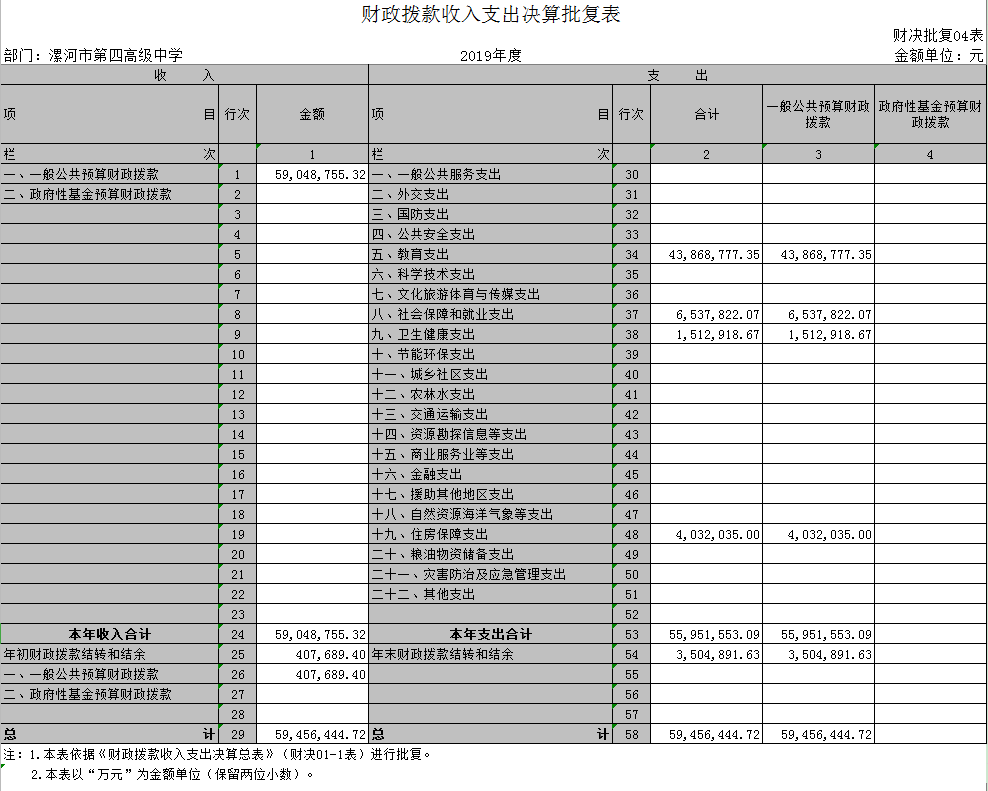 财政拨款收入支出决算批复表
财决批复04表
部门：漯河市第四高级中学 2019年度 金额单位：元
收 入 支 出
项 目 行次 金额 项 目 行次 合计 一般公共预算财政拨款 政府性基金预算财政拨款
栏 次 1 栏 次 2 3 4
一、一般公共预算财政拨款 1 59,048,755.32 一、一般公共服务支出 30
二、政府性基金预算财政拨款 2 二、外交支出 31
3 三、国防支出 32
4 四、公共安全支出 33
5 五、教育支出 34 43,868,777.35 43,868,777.35
6 六、科学技术支出 35
7 七、文化旅游体育与传媒支出 36
8 八、社会保障和就业支出 37 6,537,822.07 6,537,822.07
9 九、卫生健康支出 38 1,512,918.67 1,512,918.67
10 十、节能环保支出 39
11 十一、城乡社区支出 40
12 十二、农林水支出 41
13 十三、交通运输支出 42
14 十四、资源勘探信息等支出 43
15 十五、商业服务业等支出 44
16 十六、金融支出 45
17 十七、援助其他地区支出 46
18 十八、自然资源海洋气象等支出 47
19 十九、住房保障支出 48 4,032,035.00 4,032,035.00
20 二十、粮油物资储备支出 49
21 二十一、灾害防治及应急管理支出 50
22 二十二、其他支出 51
23 52
本年收入合计 24 59,048,755.32 本年支出合计 53 55,951,553.09 55,951,553.09
年初财政拨款结转和结余 25 407,689.40 年末财政拨款结转和结余 54 3,504,891.63 3,504,891.63
一、一般公共预算财政拨款 26 407,689.40 55
二、政府性基金预算财政拨款 27 56
28 57
总 计 29 59,456,444.72 总 计 58 59,456,444.72 59,456,444.72
注：1.本表依据《财政拨款收入支出决算总表》（财决01-1表）进行批复。
2.本表以“万元”为金额单位（保留两位小数）。